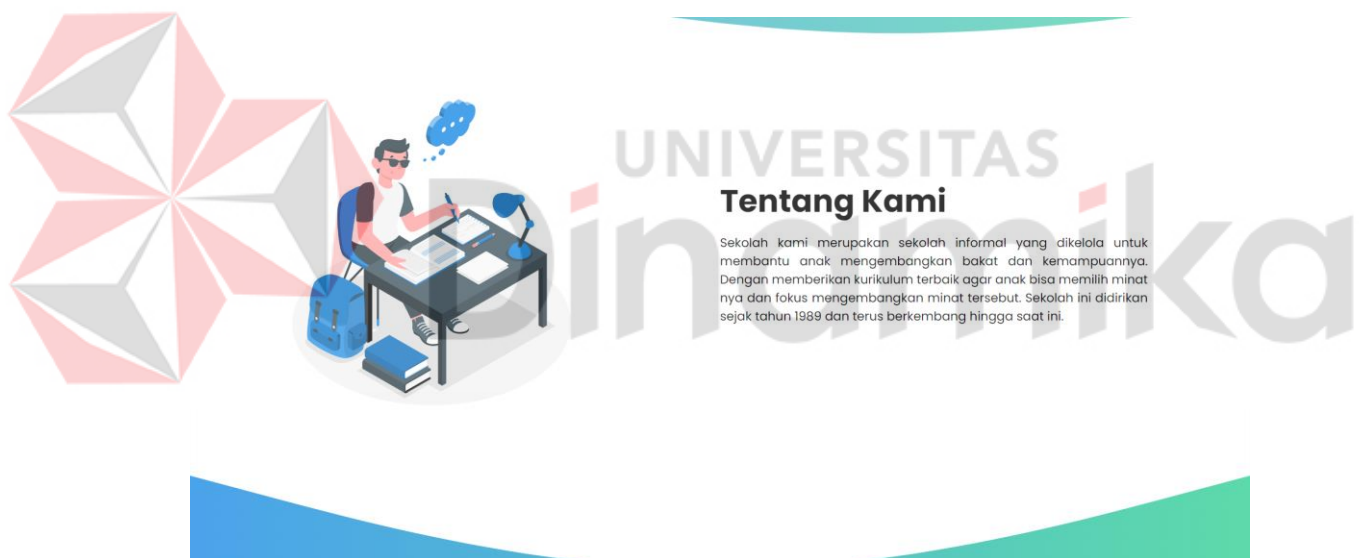 UNIVERSITAS
Dinamika
Tentang Kami
Sekolah kami merupakan sekolah informal yang dikelola untuk
membantu anak mengembangkan bakat dan kemampuannya.
Dengan memberikan kurikulum terbaik agar anak bisa memilih minat
nya dan fokus mengembangkan minat tersebut. Sekolah ini didirikan
sejak tahun 1989 dan terus berkembang hingga saat ini.